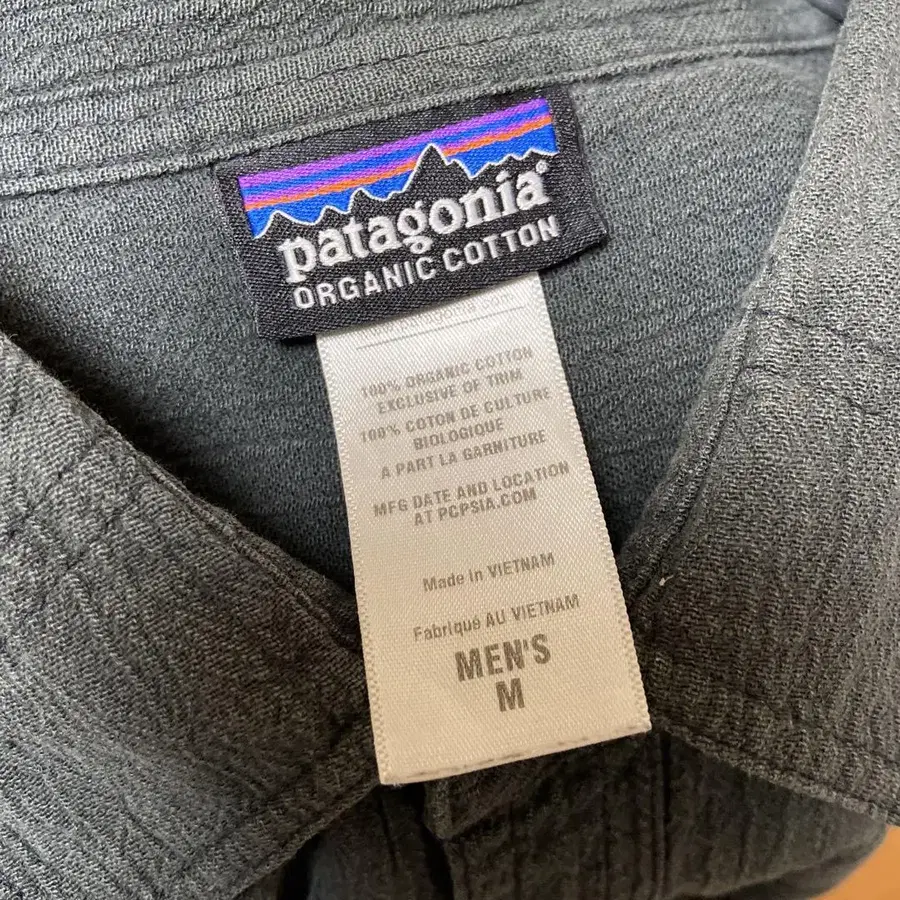 patagonia®
ORGANIC COTTON
100% ORGANIC COTTON
EXCLUSIVE OF TRIM
100% COTON DE CULTURE
BIOLOGIQUE
A PART LA GARNITURE
MFG DATE AND LOCATION
AT PCPSIA.COM
Made in VIETNAM
Fabrique AU VIETNAM
MEN'S
M